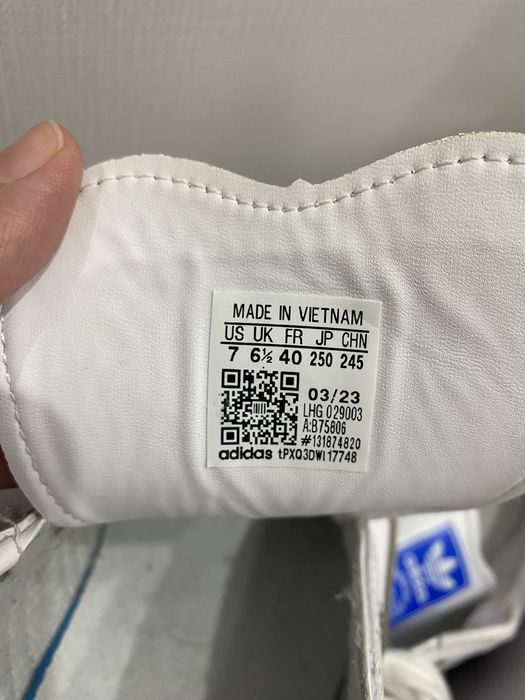 MADE IN VIETNAM
US UK FR JP CHN
7 6½ 40 250 245
03/23
LHG 029003
A:B75806
#131874820
adidas tPXQ3DWI17748